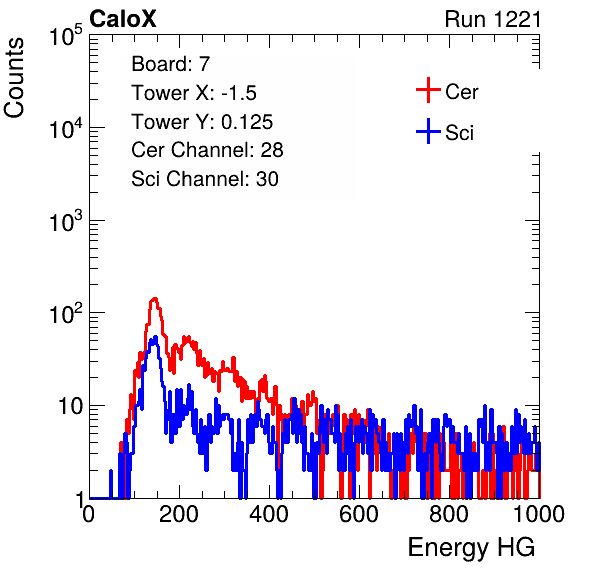 CaloX Run 1221
Counts
Board: 7
Tower X: -1.5
Tower Y: 0.125
Cer Channel: 28
Sci Channel: 30
Cer
Sci
10^5
10^4
10^3
10^2
10
1
0 200 400 600 800 1000
Energy HG